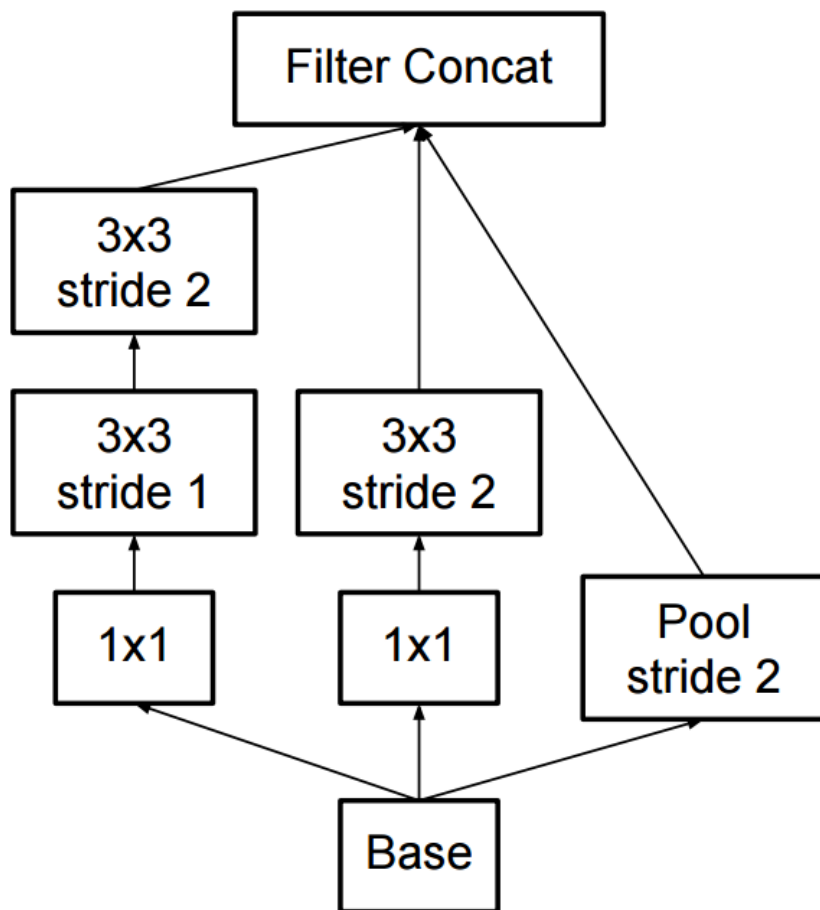 Filter Concat
3x3
stride 2
3x3
stride 1
3x3
stride 2
1x1
1x1
Pool
stride 2
Base